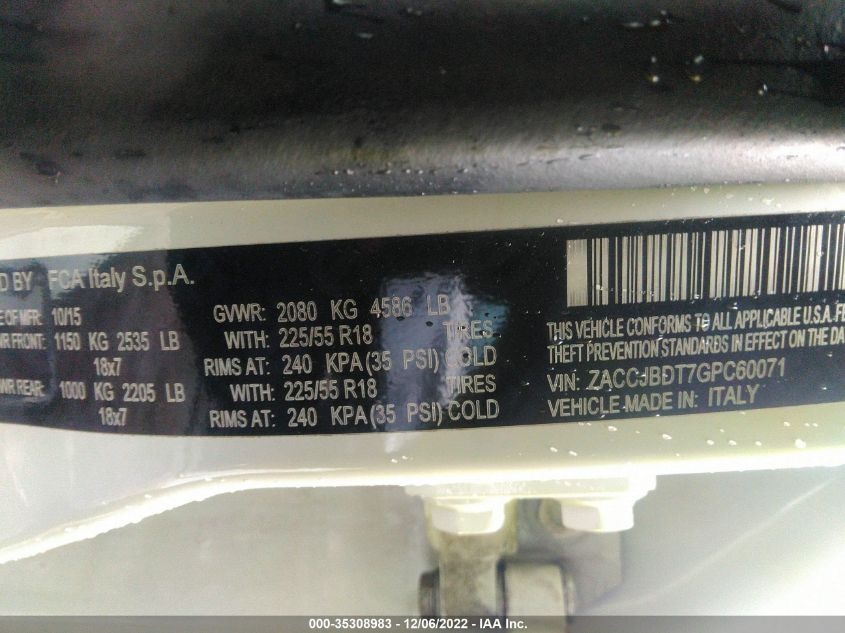 D BY FCA Italy S.p.A.
E OF MFR: 10/15
WR FRONT: 1150 KG 2535 LB
18x7
WR REAR: 1000 KG 2205 LB
18x7
GVWR: 2080 KG 4586 LB
WITH: 225/55 R18 TIRES
RIMS AT: 240 KPA(35 PSI) COLD
WITH: 225/55 R18 TIRES
RIMS AT: 240 KPA(35 PSI) COLD
THIS VEHICLE CONFORMS TO ALL APPLICABLE U.S.A. FE
THEFT PREVENTION STANDARDS IN EFFECT ON THE DA
VIN: ZACCJBDT7GPC60071
VEHICLE MADE IN: ITALY
000-35308983 - 12/06/2022 - IAA Inc.